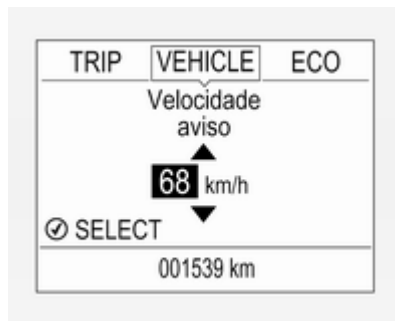 TRIP VEHICLE ECO
Velocidade
aviso
68 km/h
SELECT
001539 km